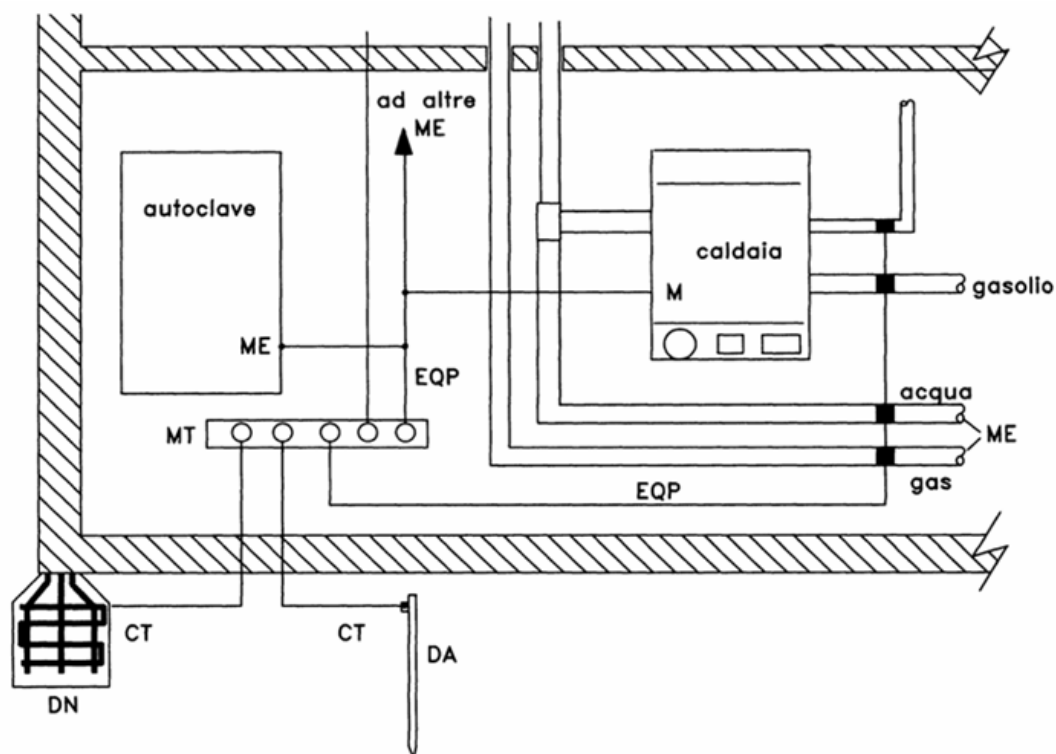 ad altre
ME
autoclave
caldaia
M
gasolio
ME
EQP
acqua
MT
ME
gas
EQP
CT
CT
DA
DN